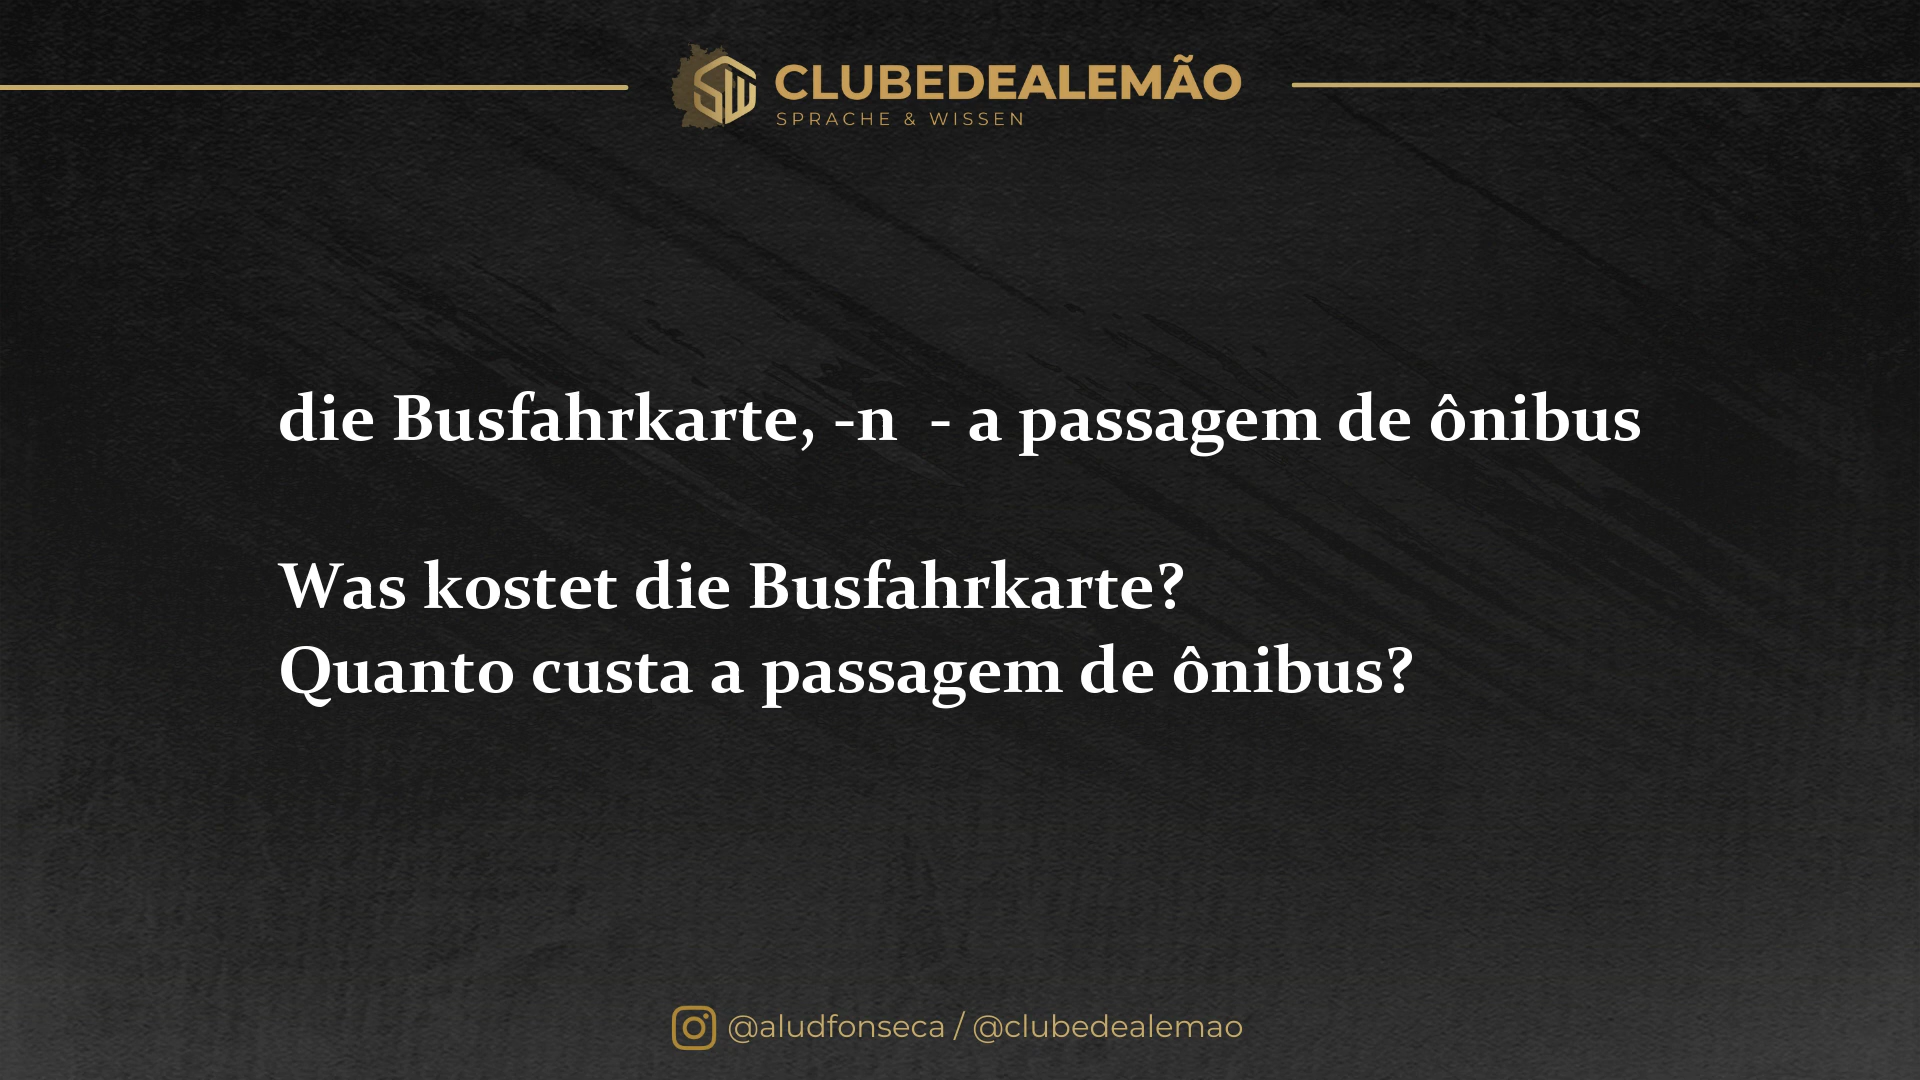 CLUBEDEALEMÃO
SPRACHE & WISSEN
die Busfahrkarte, -n  - a passagem de ônibus
Was kostet die Busfahrkarte?
Quanto custa a passagem de ônibus?
@aludfonseca / @clubedealemao